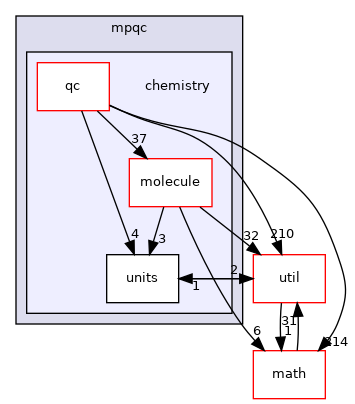 mpqc
qc
chemistry
37
molecule
4
3
32
210
units
2
1
util
6
31
1
314
math